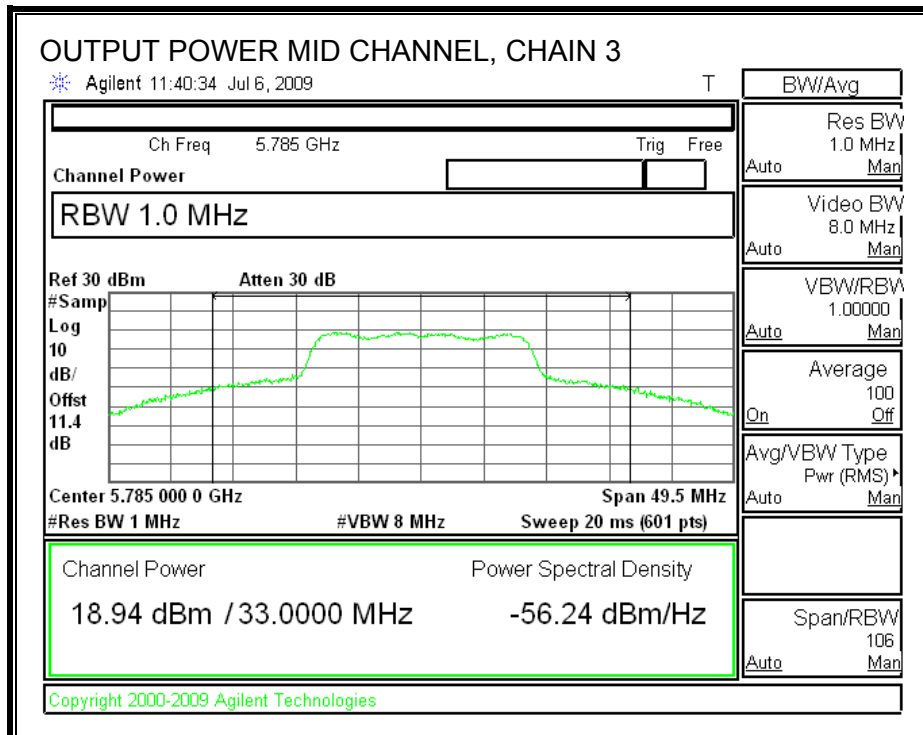 OUTPUT POWER MID CHANNEL, CHAIN 3
Agilent 11:40:34 Jul 6, 2009 T
Ch Freq 5.785 GHz Trig Free
Channel Power
RBW 1.0 MHz
Ref 30 dBm Atten 30 dB
#Samp
Log
10
dB/
Offst
11.4
dB
Center 5.785 000 0 GHz Span 49.5 MHz
#Res BW 1 MHz #VBW 8 MHz Sweep 20 ms (601 pts)
Channel Power Power Spectral Density
18.94 dBm / 33.0000 MHz -56.24 dBm/Hz
Copyright 2000-2009 Agilent Technologies
BW/Avg
Res BW
1.0 MHz
Auto Man
Video BW
8.0 MHz
Auto Man
VBW/RBW
1.00000
Auto Man
Average
100
On Off
Avg/VBW Type
Pwr (RMS)
Auto Man
Span/RBW
106
Auto Man